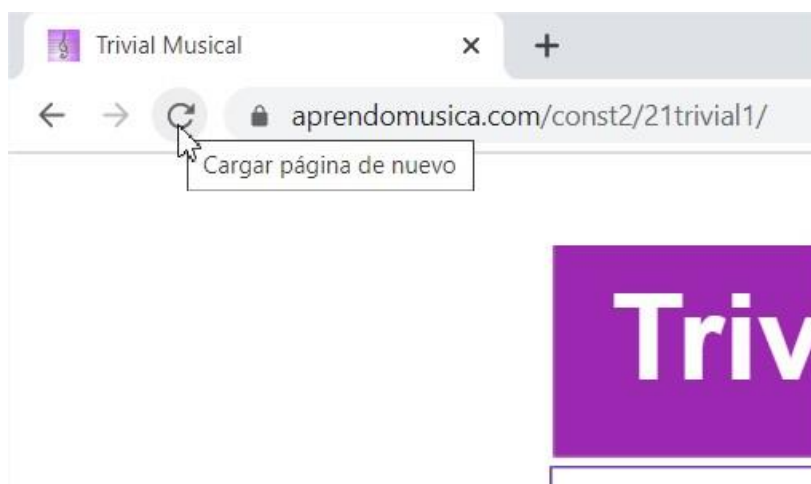 Trivial Musical
aprendomusica.com/const2/21trivial1/
Cargar página de nuevo
Triv